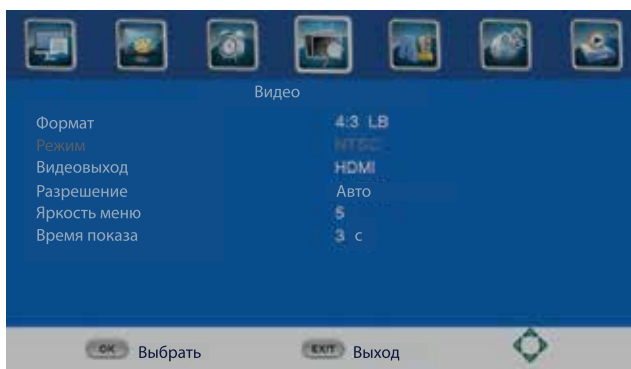 Видео
Формат 4:3 LB
Режим NTSC
Видеовыход HDMI
Разрешение Авто
Яркость меню 5
Время показа 3 с
OK Выбрать EXIT Выход